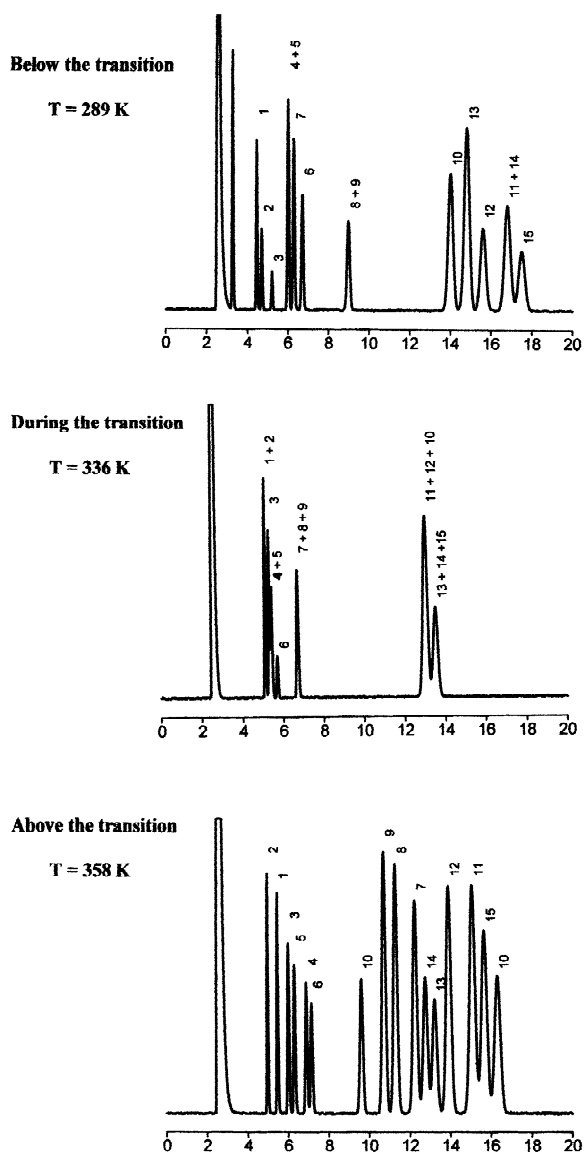 Below the transition
T = 289 K
1
2
3
4 + 5
7
6
8 + 9
10
13
12
11 + 14
15
0 2 4 6 8 10 12 14 16 18 20
During the transition
T = 336 K
1 + 2
3
4 + 5
6
7 + 8 + 9
11 + 12 + 10
13 + 14 +15
0 2 4 6 8 10 12 14 16 18 20
Above the transition
T = 358 K
2
1
3
5
4
6
10
9
8
7
14
13
12
11
15
10
0 2 4 6 8 10 12 14 16 18 20